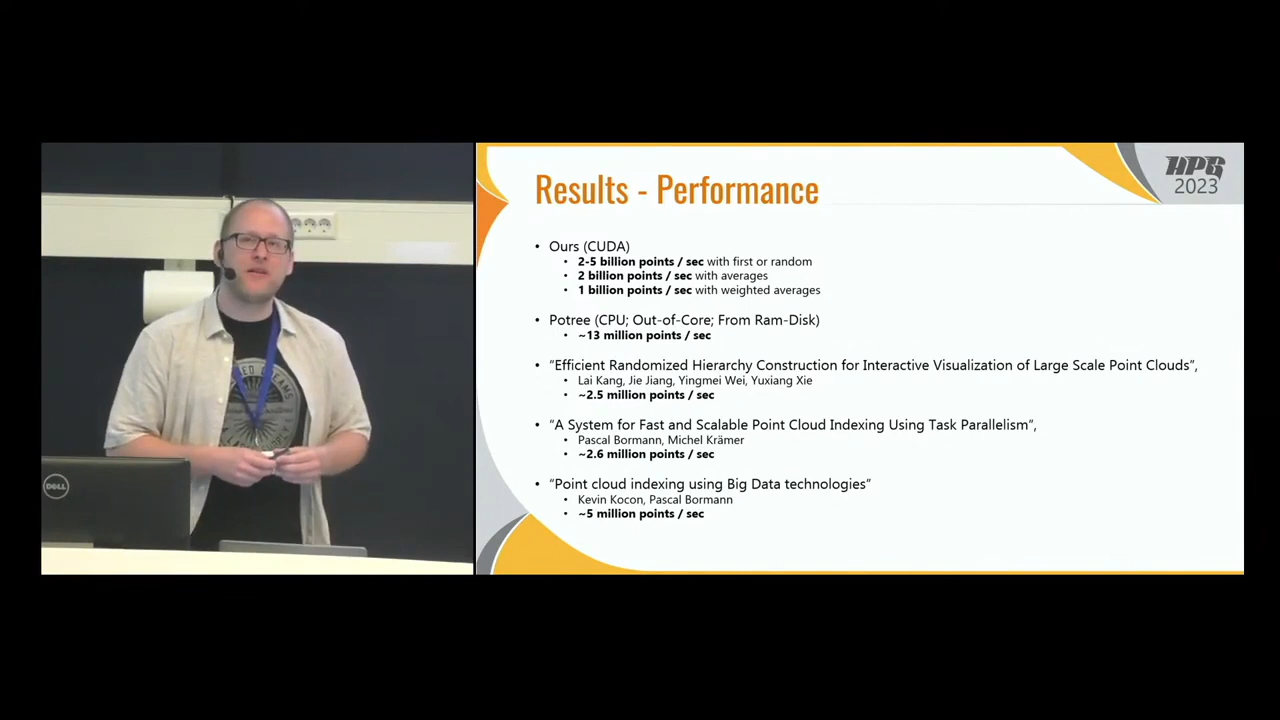 HPG
2023
Results - Performance
• Ours (CUDA)
• 2-5 billion points / sec with first or random
• 2 billion points / sec with averages
• 1 billion points / sec with weighted averages
• Potree (CPU; Out-of-Core; From Ram-Disk)
• ~13 million points / sec
• “Efficient Randomized Hierarchy Construction for Interactive Visualization of Large Scale Point Clouds”,
• Lai Kang, Jie Jiang, Yingmei Wei, Yuxiang Xie
• ~2.5 million points / sec
• “A System for Fast and Scalable Point Cloud Indexing Using Task Parallelism”,
• Pascal Bormann, Michel Krämer
• ~2.6 million points / sec
• “Point cloud indexing using Big Data technologies”
• Kevin Kocon, Pascal Bormann
• ~5 million points / sec
DELL